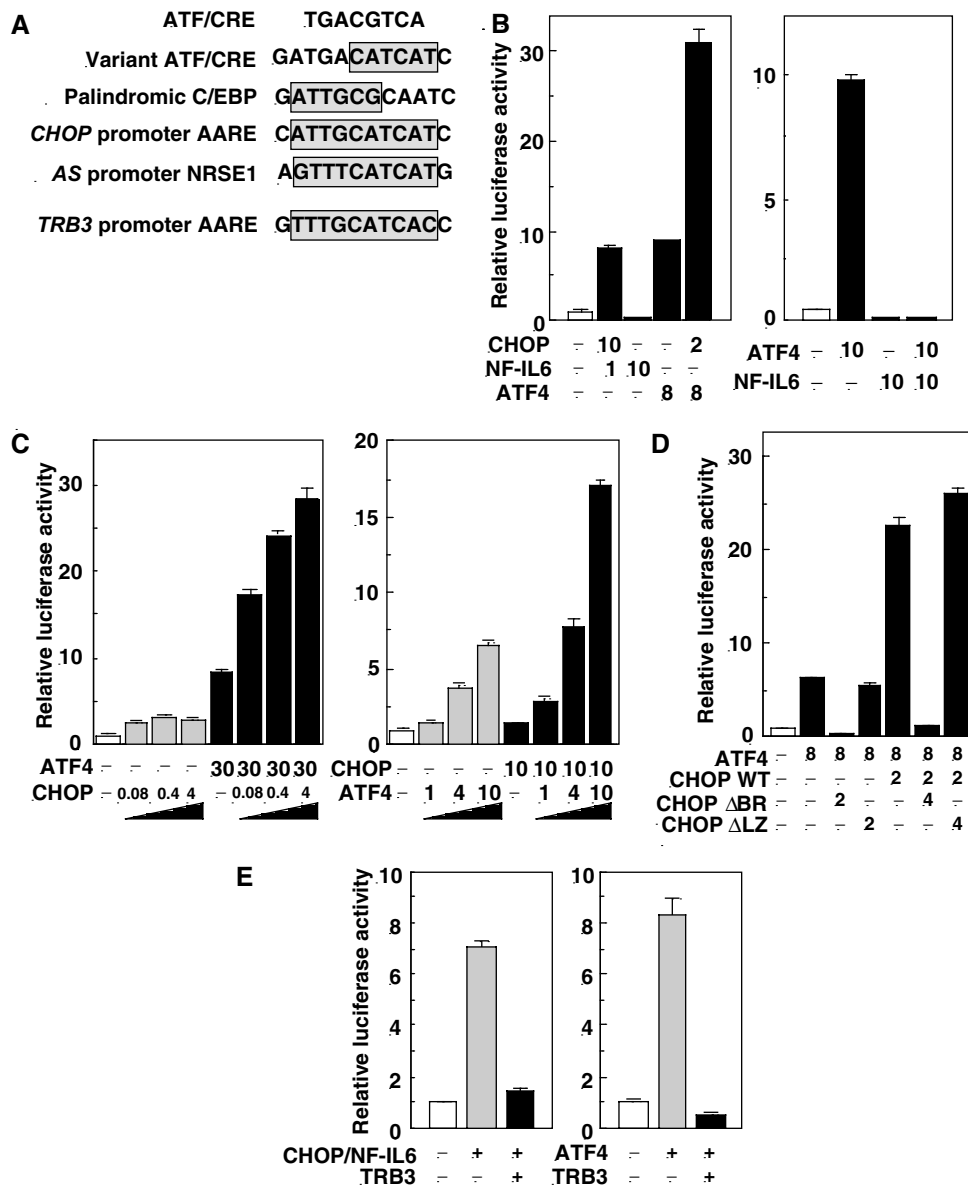 A
ATF/CRE TGACGTCA
Variant ATF/CRE GATGACATCATC
Palindromic C/EBP GATTGCGCAATC
CHOP promoter AARE CATTGCATCATC
AS promoter NRSE1 AGTTTCATCATG
TRB3 promoter AARE GTTTGCATCACC
B
Relative luciferase activity
30
20
10
0
CHOP – 10 – – 2
NF-IL6 – 1 10 – –
ATF4 – – – 8 8
10
5
0
ATF4 – 10 – 10
NF-IL6 – – 10 10
C
Relative luciferase activity
30
20
10
0
ATF4 – – – – 30 30 30 30
CHOP – 0.08 0.4 4 – 0.08 0.4 4
20
15
10
5
0
CHOP – – – – 10 10 10 10
ATF4 – 1 4 10 – 1 4 10
D
Relative luciferase activity
30
20
10
0
ATF4 – 8 8 8 8 8 8
CHOP WT – – – – 2 2 2
CHOP ΔBR – – 2 – – 4 –
CHOP ΔLZ – – – 2 – – 4
E
Relative luciferase activity
10
8
6
4
2
0
CHOP/NF-IL6 – + +
TRB3 – – +
Relative luciferase activity
10
8
6
4
2
0
ATF4 – + +
TRB3 – – +